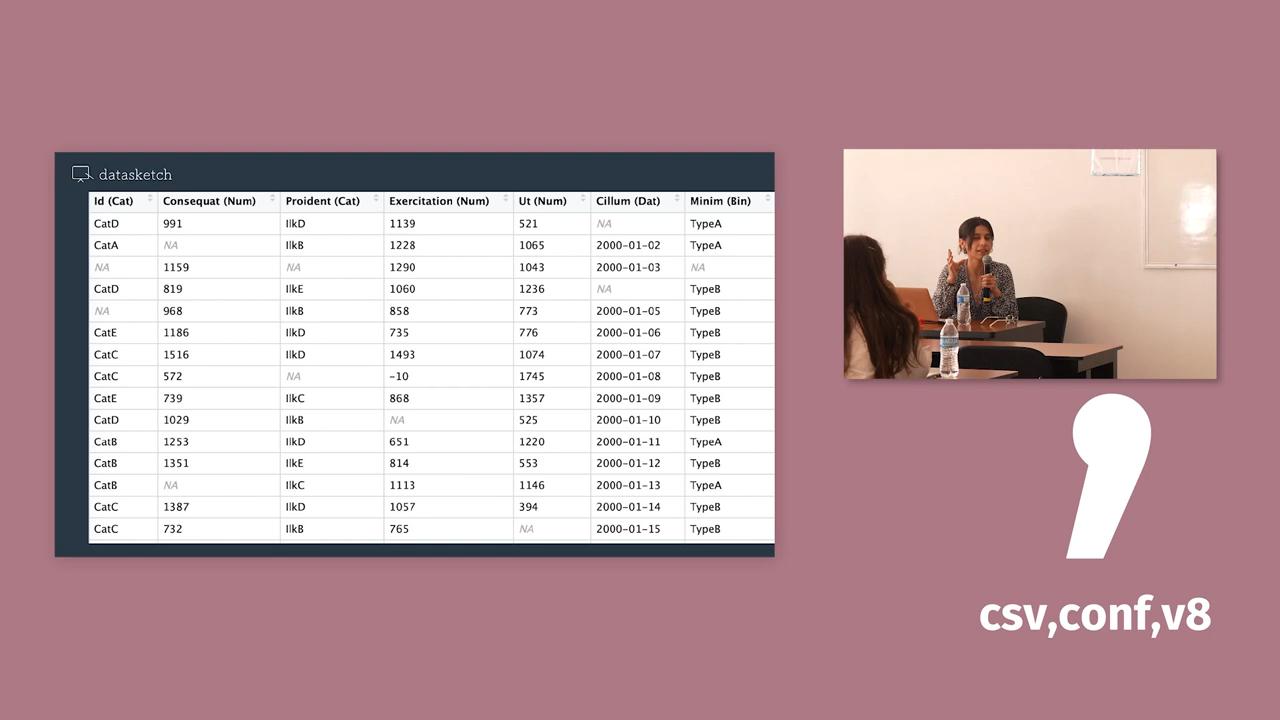 datasketch
Id (Cat) Consequat (Num) Proident (Cat) Exercitation (Num) Ut (Num) Cillum (Dat) Minim (Bin)
CatD 991 IlkD 1139 521 NA TypeA
CatA NA IlkB 1228 1065 2000-01-02 TypeA
NA 1159 NA 1290 1043 2000-01-03 NA
CatD 819 IlkE 1060 1236 NA TypeB
NA 968 IlkB 858 773 2000-01-05 TypeB
CatE 1186 IlkD 735 776 2000-01-06 TypeB
CatC 1516 IlkD 1493 1074 2000-01-07 TypeB
CatC 572 NA -10 1745 2000-01-08 TypeB
CatE 739 IlkC 868 1357 2000-01-09 TypeB
CatD 1029 IlkB NA 525 2000-01-10 TypeB
CatB 1253 IlkD 651 1220 2000-01-11 TypeA
CatB 1351 IlkE 814 553 2000-01-12 TypeB
CatB NA IlkC 1113 1146 2000-01-13 TypeA
CatC 1387 IlkD 1057 394 2000-01-14 TypeB
CatC 732 IlkB 765 NA 2000-01-15 TypeB
,
csv,conf,v8